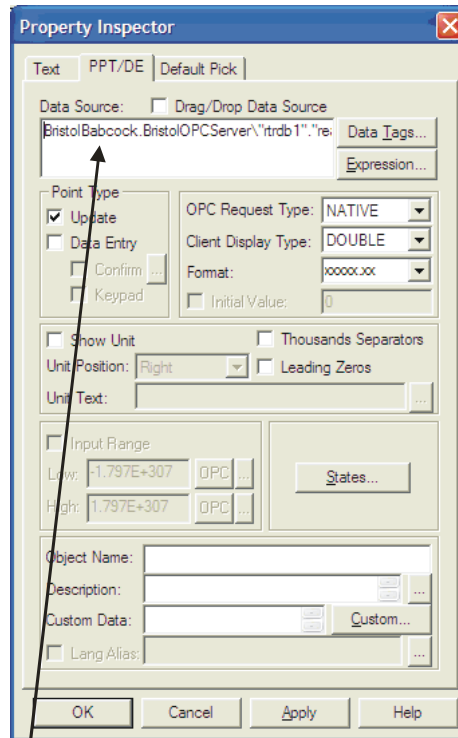 Property Inspector
Text PPT/DE Default Pick
Data Source: Drag/Drop Data Source
BristolBabcock.BristolOPCServer\"rtrdb1"."rea
Data Tags...
Expression...
Point Type
Update
Data Entry
Confirm ...
Keypad
OPC Request Type: NATIVE
Client Display Type: DOUBLE
Format: xxxxx.xx
Initial Value: 0
Show Unit Thousands Separators
Unit Position: Right Leading Zeros
Unit Text: ...
Input Range
Low: -1.797E+307 OPC ...
High: 1.797E+307 OPC ...
States...
Object Name:
Description: ...
Custom Data: Custom...
Lang Alias: ...
OK Cancel Apply Help